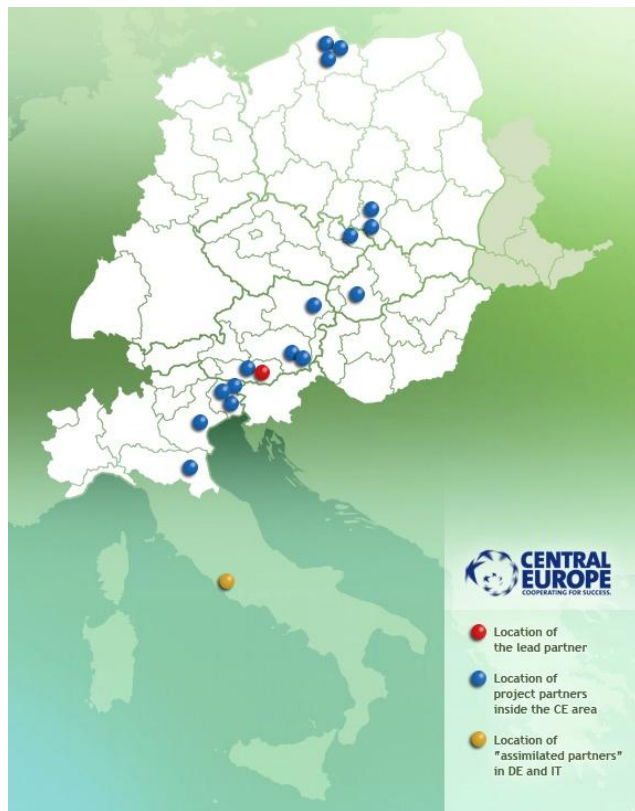 CENTRAL
EUROPE
COOPERATING FOR SUCCESS.
Location of
the lead partner
Location of
project partners
inside the CE area
Location of
"assimilated partners"
in DE and IT